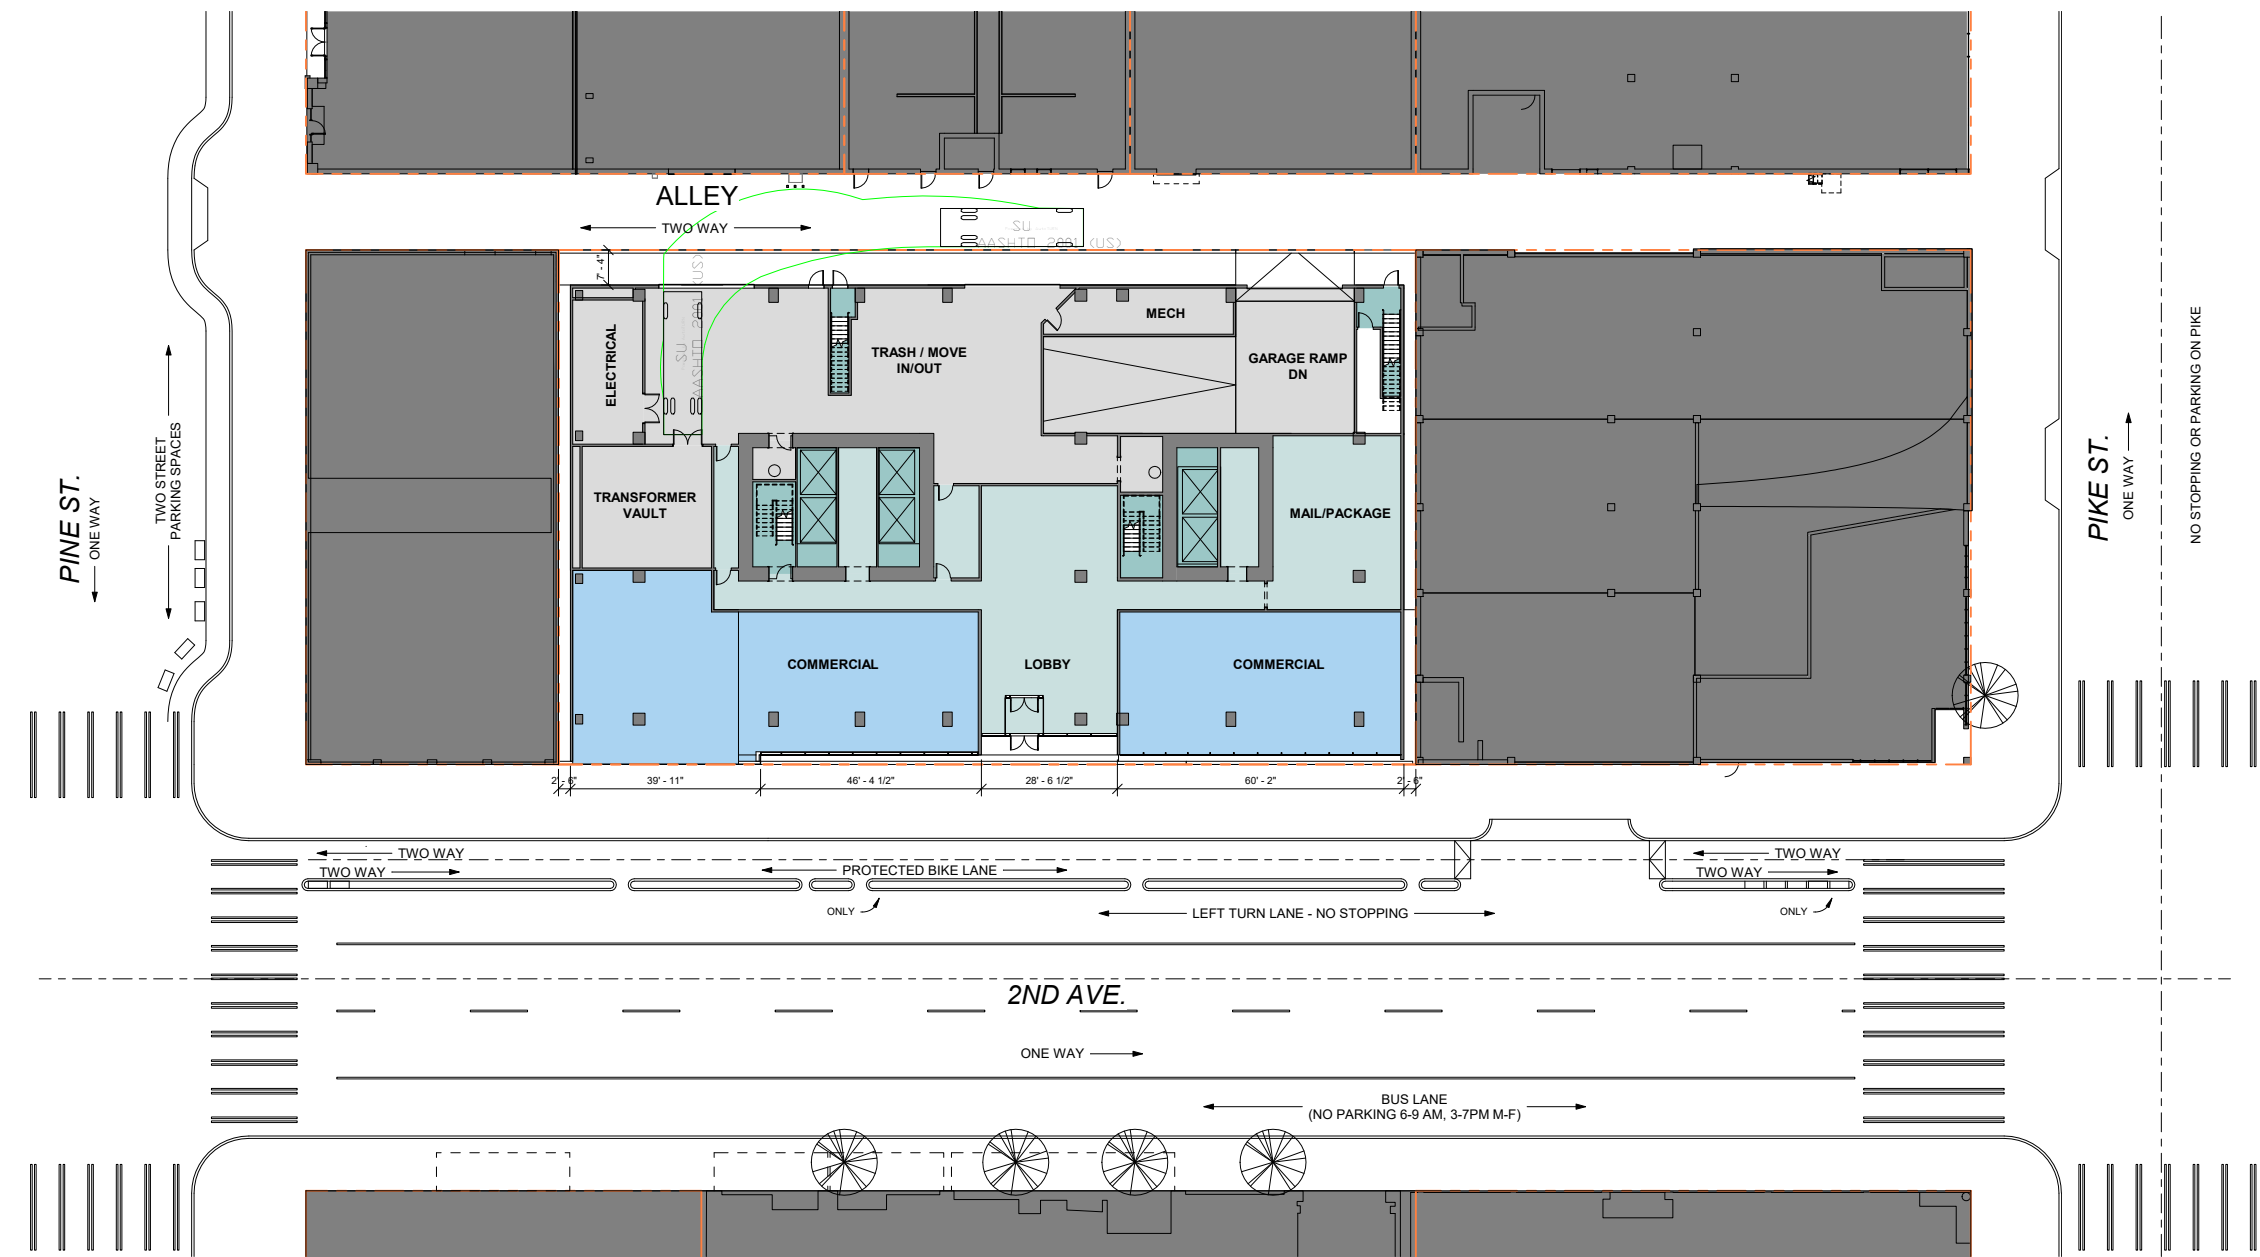 ALLEY
TWO WAY
SU
AASHTO 2001 (US)
7' - 4"
SU
AASHTO 2001 (US)
ELECTRICAL
TRASH / MOVE
IN/OUT
MECH
GARAGE RAMP
DN
TRANSFORMER
VAULT
MAIL/PACKAGE
COMMERCIAL
LOBBY
COMMERCIAL
2' - 6"
39' - 11"
46' - 4 1/2"
28' - 6 1/2"
60' - 2"
2' - 6"
PINE ST.
ONE WAY
TWO STREET
PARKING SPACES
PIKE ST.
ONE WAY
NO STOPPING OR PARKING ON PIKE
TWO WAY
TWO WAY
PROTECTED BIKE LANE
TWO WAY
TWO WAY
ONLY
LEFT TURN LANE - NO STOPPING
ONLY
2ND AVE.
ONE WAY
BUS LANE
(NO PARKING 6-9 AM, 3-7PM M-F)